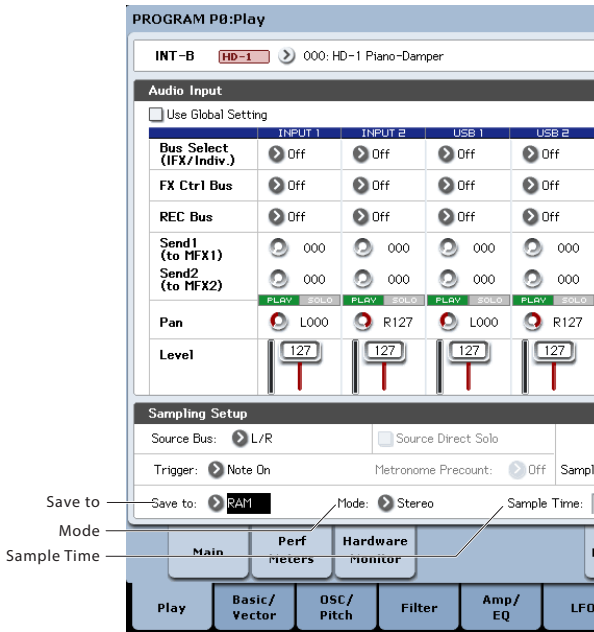 PROGRAM P0:Play
INT-B HD-1 000: HD-1 Piano-Damper
Audio Input
Use Global Setting
INPUT 1 INPUT 2 USB 1 USB 2
Bus Select
(IFX/Indiv.) Off Off Off Off
FX Ctrl Bus Off Off Off Off
REC Bus Off Off Off Off
Send1
(to MFX1) 000 000 000 000
Send2
(to MFX2) 000 000 000 000
PLAY SOLO PLAY SOLO PLAY SOLO PLAY SOLO
Pan L000 R127 L000 R127
Level 127 127 127 127
Sampling Setup
Source Bus: L/R Source Direct Solo
Trigger: Note On Metronome Precount: Off Sampl
Save to: RAM Mode: Stereo Sample Time:
Save to
Mode
Sample Time
Main
Perf
Meters
Hardware
Monitor
Play
Basic/
Vector
OSC/
Pitch
Filter
Amp/
EQ
LFO